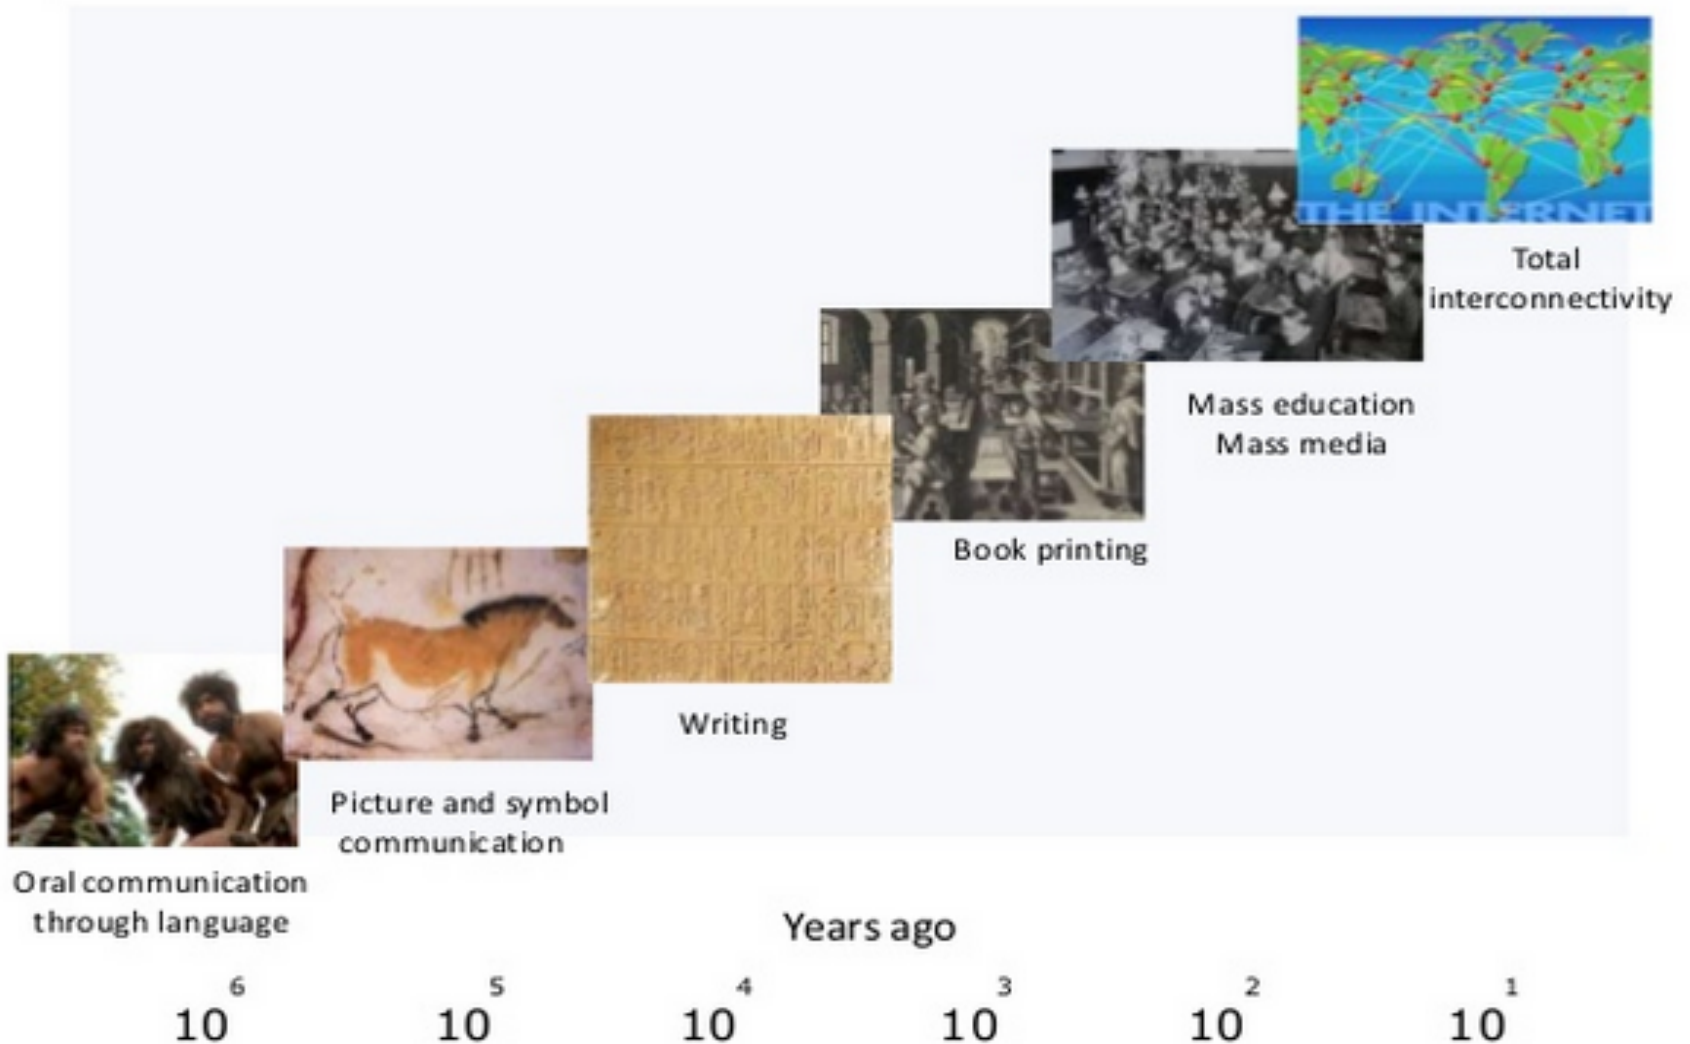 THE INTERNET
Total
interconnectivity
Mass education
Mass media
Book printing
Writing
Picture and symbol
communication
Oral communication
through language
Years ago
10^6 10^5 10^4 10^3 10^2 10^1